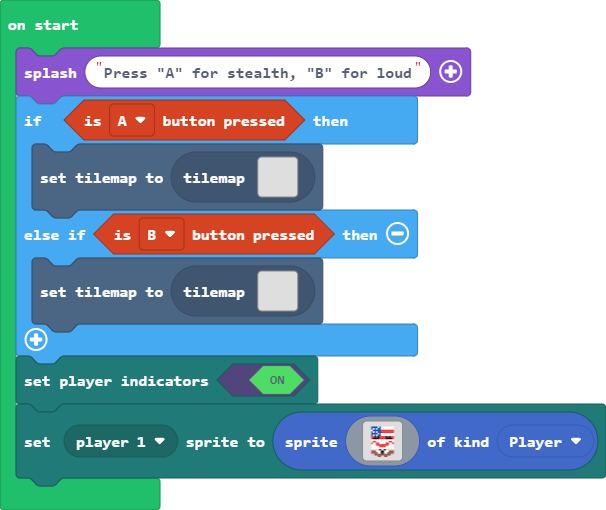 on start
splash "Press "A" for stealth, "B" for loud"
if is A button pressed then
set tilemap to tilemap
else if is B button pressed then
set tilemap to tilemap
set player indicators ON
set player 1 sprite to sprite of kind Player